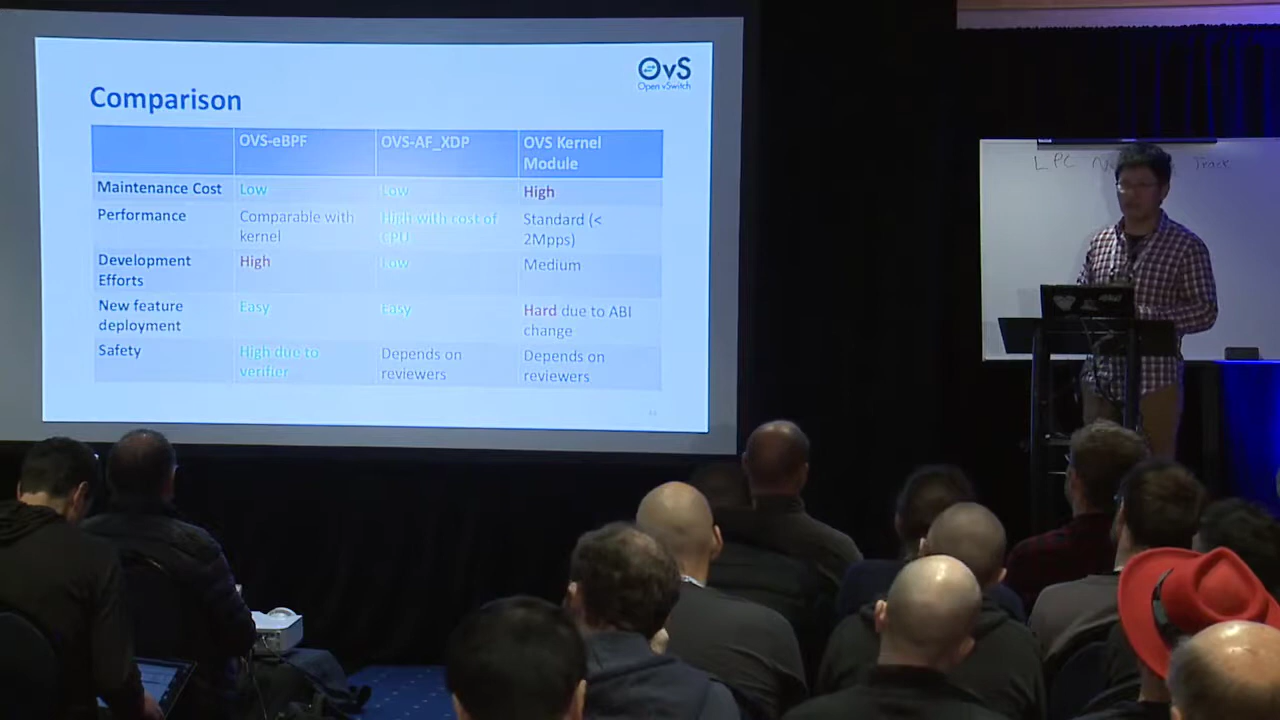 OvS
Open vSwitch
Comparison
OVS-eBPF OVS-AF_XDP OVS Kernel
Module
Maintenance Cost Low Low High
Performance Comparable with High with cost of Standard (<
kernel CPU 2Mpps)
Development High Low Medium
Efforts
New feature Easy Easy Hard due to ABI
deployment change
Safety High due to Depends on Depends on
verifier reviewers reviewers
LPC Track